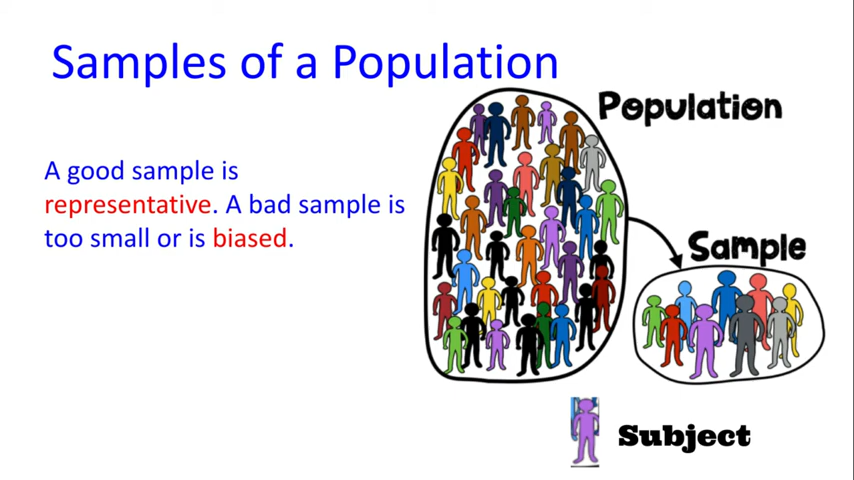 Samples of a Population
Population
A good sample is
representative. A bad sample is
too small or is biased.
Sample
Subject